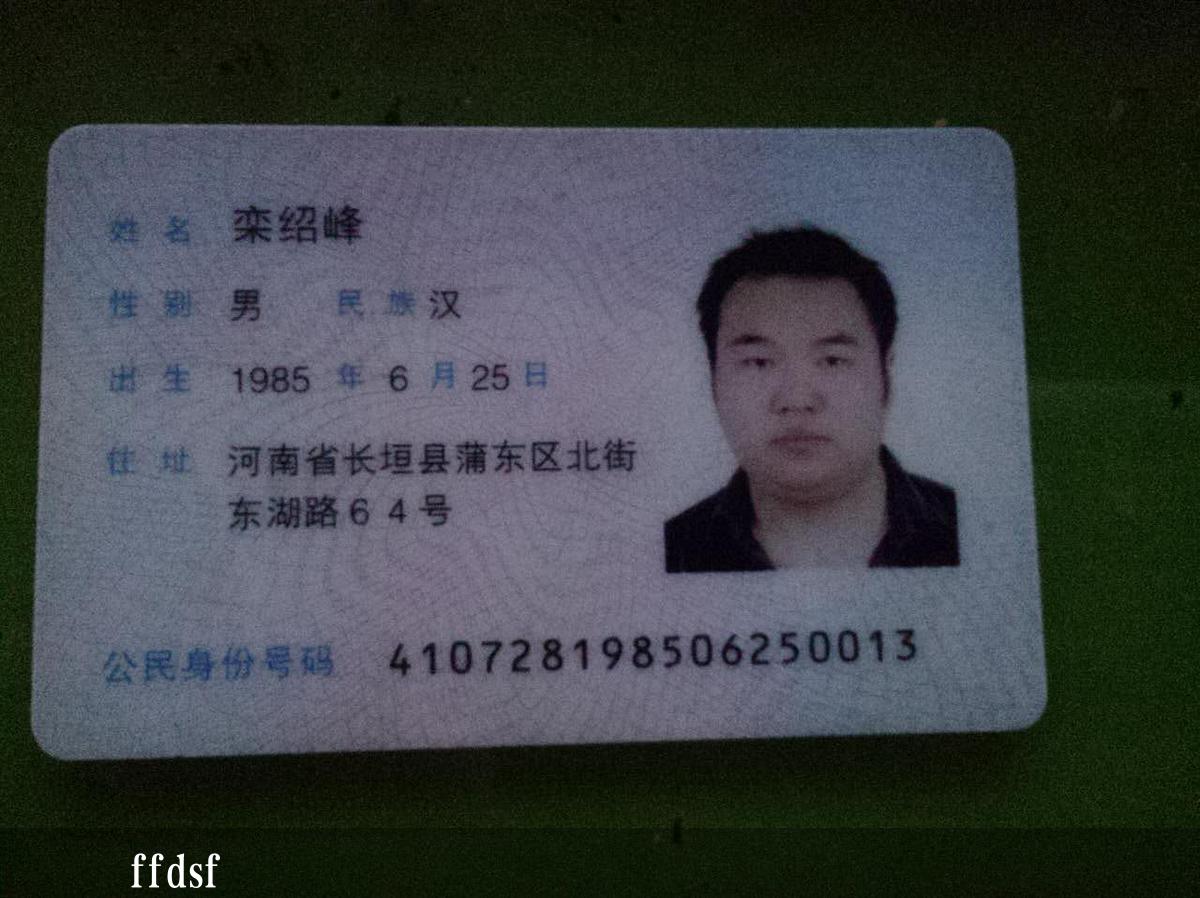 姓名 栾绍峰
性别 男 民族 汉
出生 1985 年 6 月 25 日
住址 河南省长垣县蒲东区北街
东湖路64号
公民身份号码 410728198506250013
ffdsf